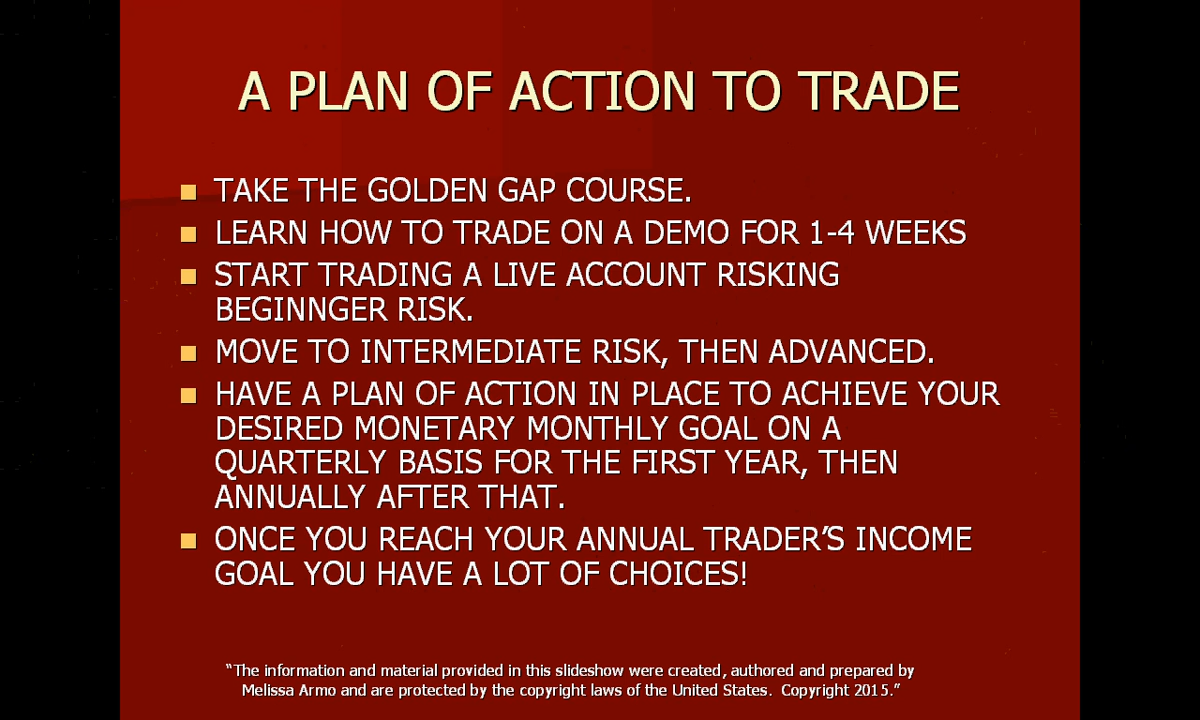 A PLAN OF ACTION TO TRADE
TAKE THE GOLDEN GAP COURSE.
LEARN HOW TO TRADE ON A DEMO FOR 1-4 WEEKS
START TRADING A LIVE ACCOUNT RISKING
BEGINNGER RISK.
MOVE TO INTERMEDIATE RISK, THEN ADVANCED.
HAVE A PLAN OF ACTION IN PLACE TO ACHIEVE YOUR
DESIRED MONETARY MONTHLY GOAL ON A
QUARTERLY BASIS FOR THE FIRST YEAR, THEN
ANNUALLY AFTER THAT.
ONCE YOU REACH YOUR ANNUAL TRADER’S INCOME
GOAL YOU HAVE A LOT OF CHOICES!
“The information and material provided in this slideshow were created, authored and prepared by
Melissa Armo and are protected by the copyright laws of the United States.  Copyright 2015.”